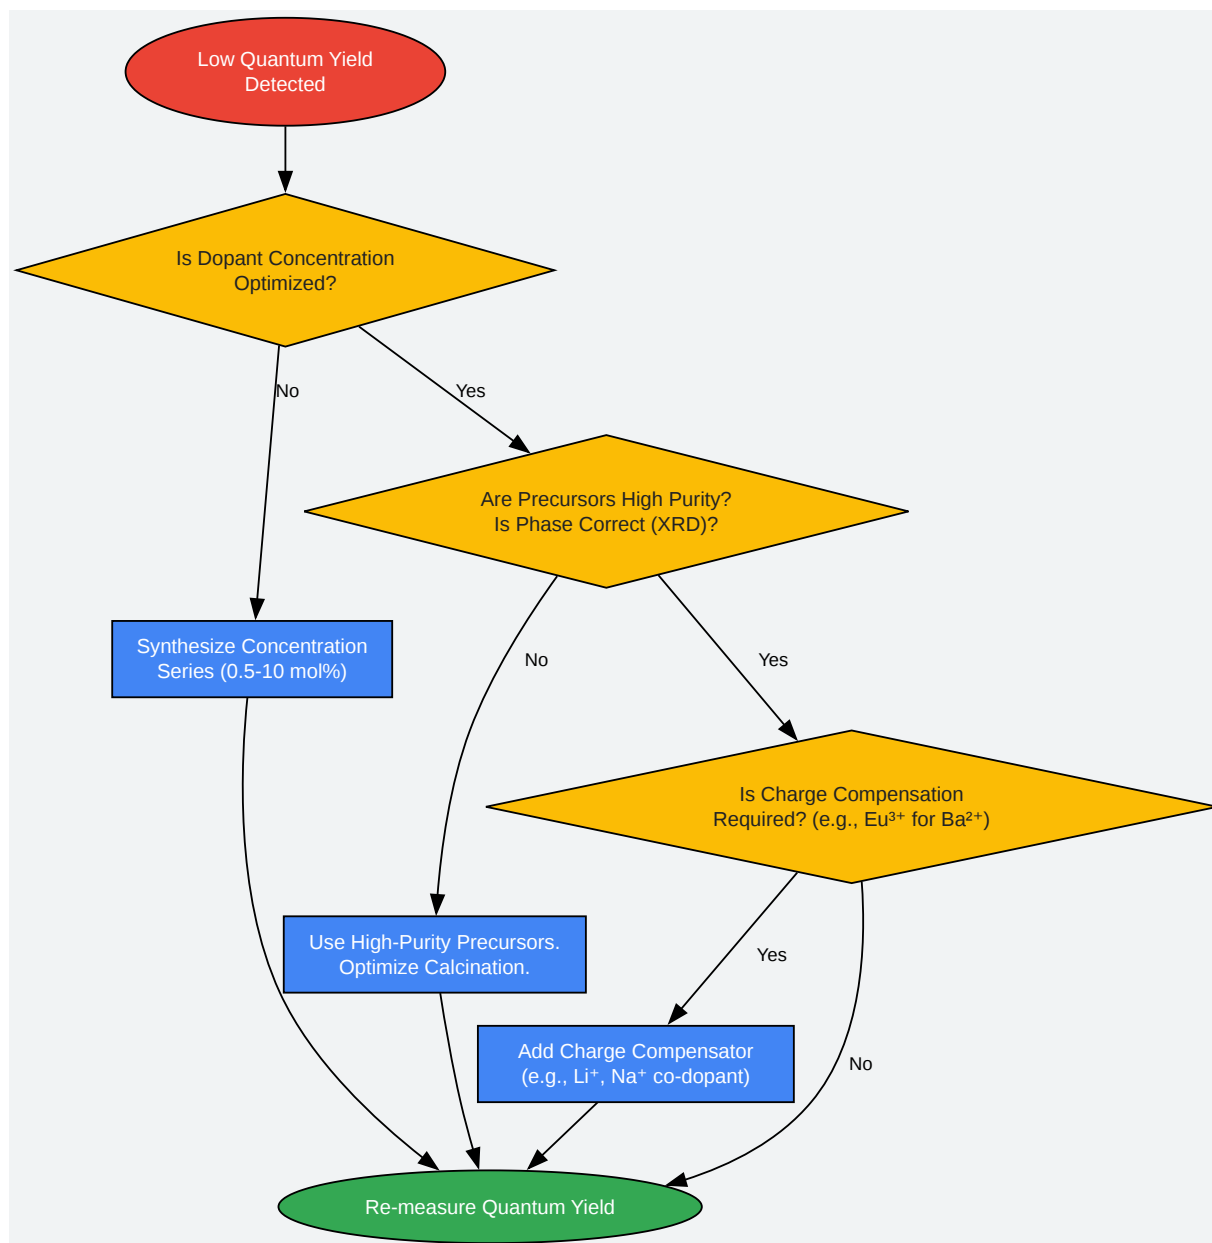 Low Quantum Yield
Detected
Is Dopant Concentration
Optimized?
No
Yes
Are Precursors High Purity?
Is Phase Correct (XRD)?
Synthesize Concentration
Series (0.5-10 mol%)
No
Yes
Is Charge Compensation
Required? (e.g., Eu³⁺ for Ba²⁺)
Use High-Purity Precursors.
Optimize Calcination.
Yes
Add Charge Compensator
(e.g., Li⁺, Na⁺ co-dopant)
No
Re-measure Quantum Yield